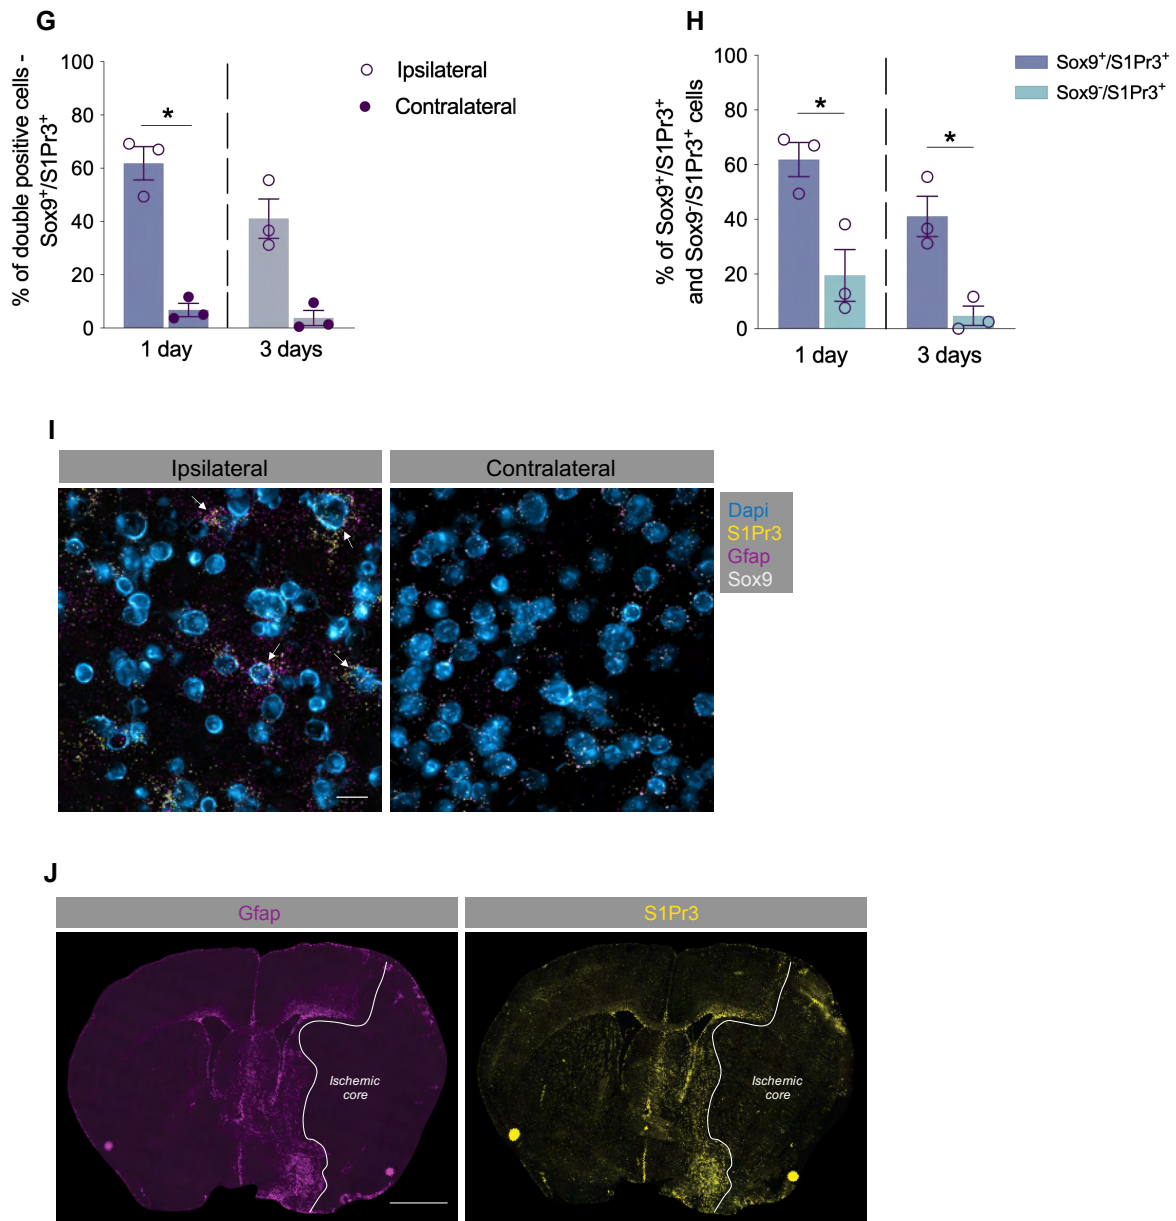 G
% of double positive cells -
Sox9⁺/S1Pr3⁺
100
80
60
40
20
0
*
1 day
3 days
Ipsilateral
Contralateral
H
% of Sox9⁺/S1Pr3⁺
and Sox9⁻/S1Pr3⁺ cells
100
80
60
40
20
0
*
*
1 day
3 days
Sox9⁺/S1Pr3⁺
Sox9⁻/S1Pr3⁺
I
Ipsilateral
Contralateral
Dapi
S1Pr3
Gfap
Sox9
J
Gfap
S1Pr3
Ischemic
core
Ischemic
core